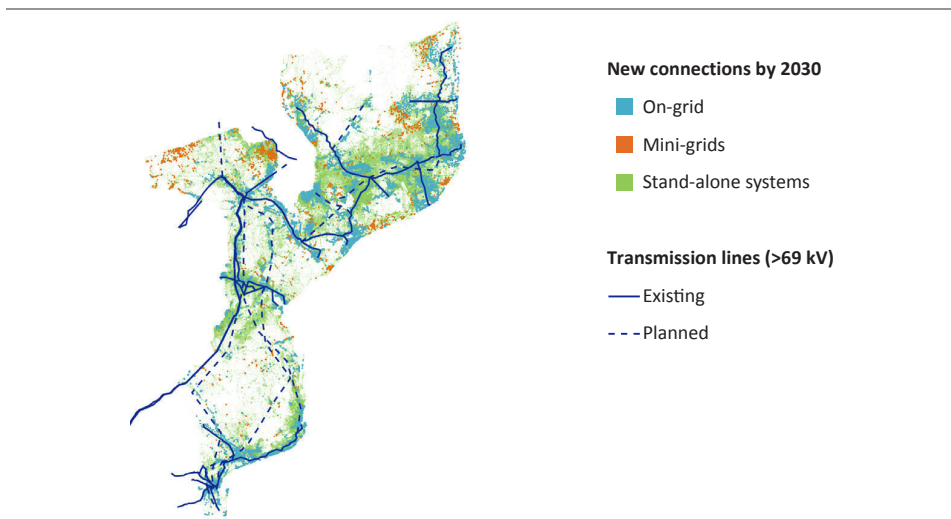 New connections by 2030
On-grid
Mini-grids
Stand-alone systems
Transmission lines (>69 kV)
Existing
Planned